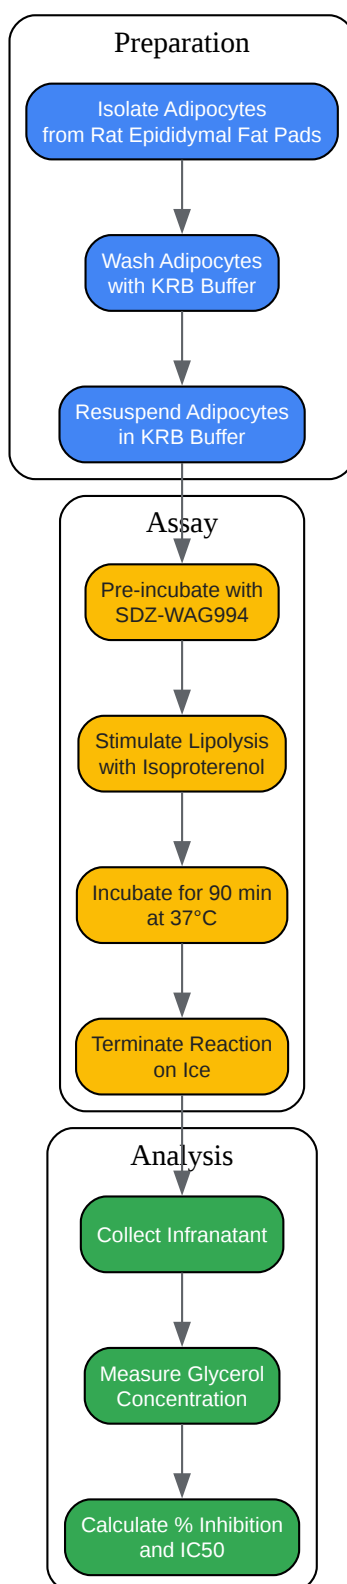 Preparation
Isolate Adipocytes
from Rat Epididymal Fat Pads
Wash Adipocytes
with KRB Buffer
Resuspend Adipocytes
in KRB Buffer
Assay
Pre-incubate with
SDZ-WAG994
Stimulate Lipolysis
with Isoproterenol
Incubate for 90 min
at 37°C
Terminate Reaction
on Ice
Analysis
Collect Infranatant
Measure Glycerol
Concentration
Calculate % Inhibition
and IC50